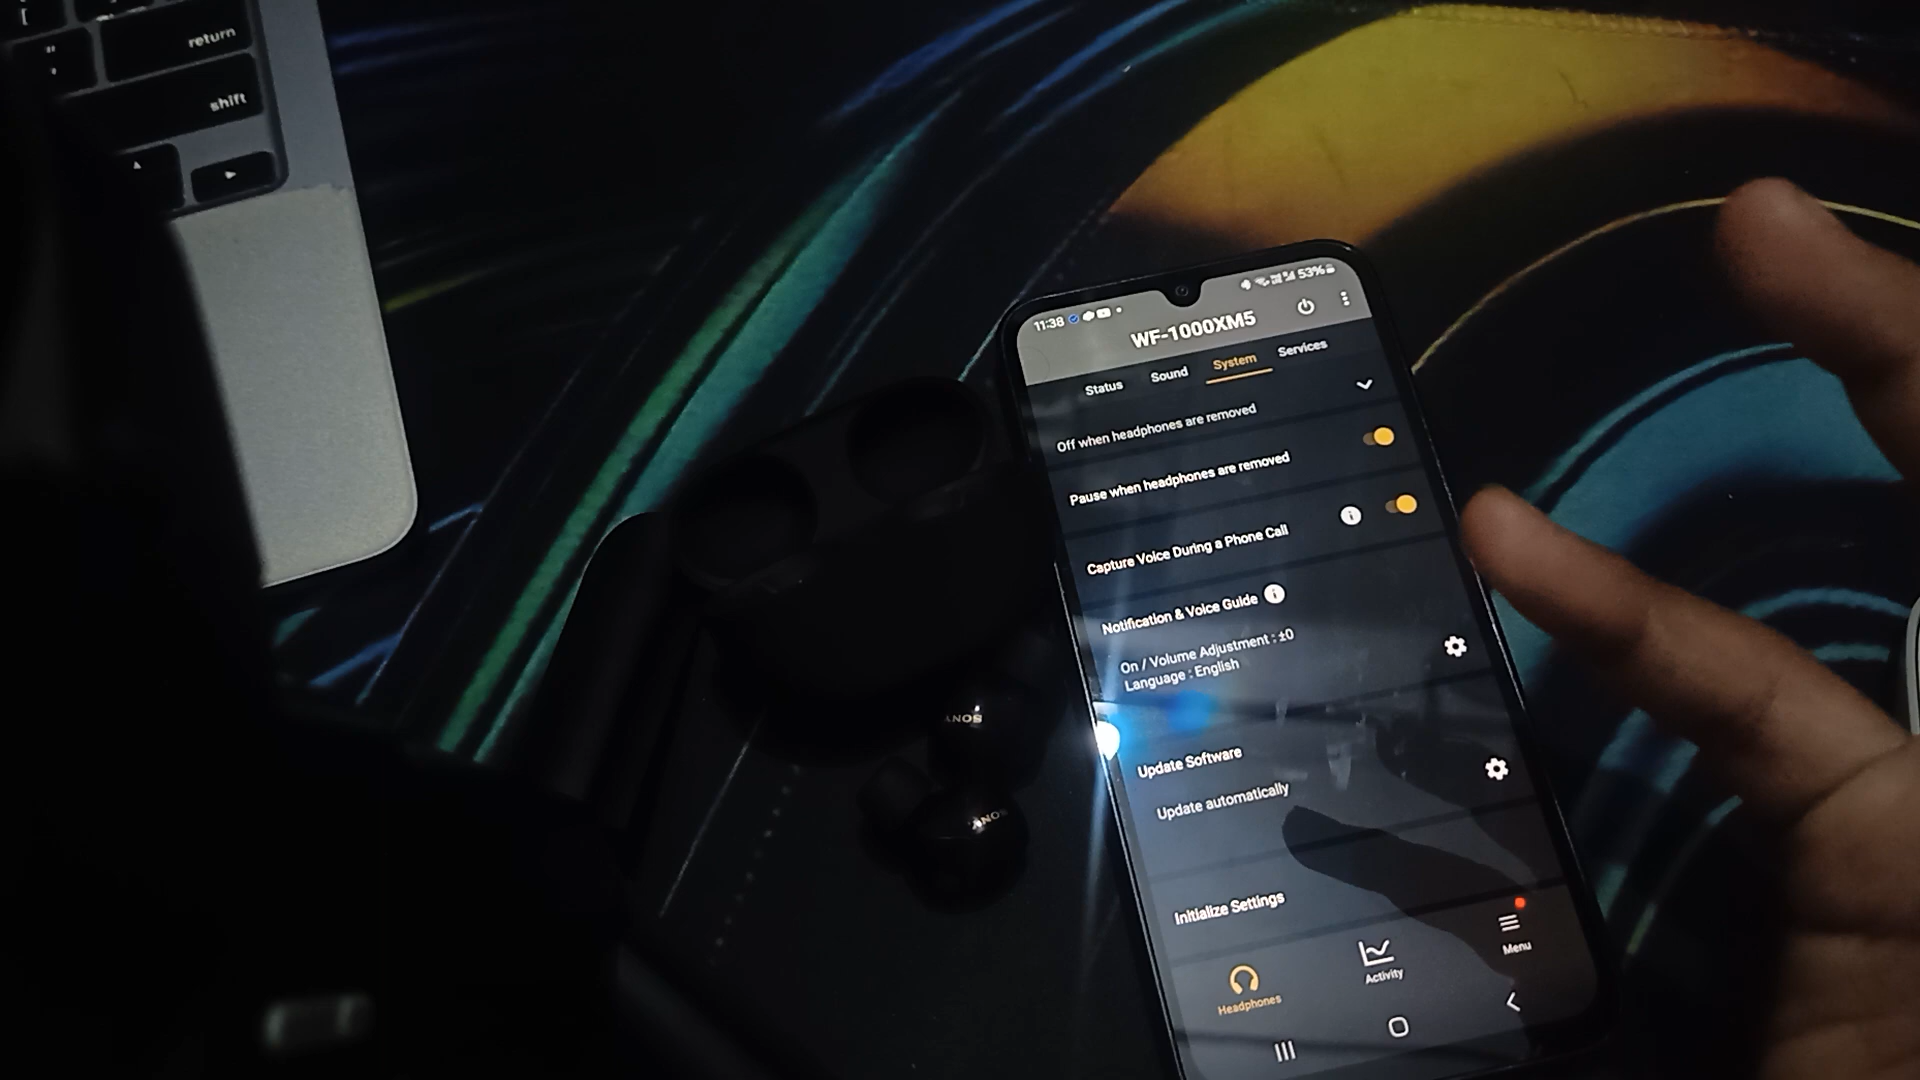 return
shift
11:38
53%
WF-1000XM5
Status Sound System Services
Off when headphones are removed
Pause when headphones are removed
Capture Voice During a Phone Call
Notification & Voice Guide
On / Volume Adjustment : ±0
Language : English
Update Software
Update automatically
Initialize Settings
Headphones
Activity
Menu
SONY
SONY